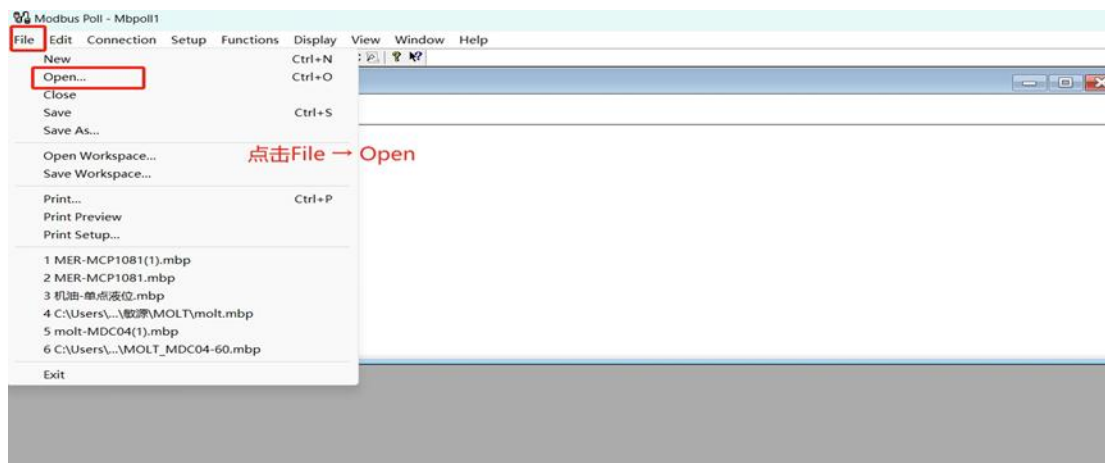 Modbus Poll - Mbpoll1
File Edit Connection Setup Functions Display View Window Help
New Ctrl+N
Open... Ctrl+O
Close
Save Ctrl+S
Save As...
Open Workspace...
Save Workspace...
点击File → Open
Print... Ctrl+P
Print Preview
Print Setup...
1 MER-MCP1081(1).mbp
2 MER-MCP1081.mbp
3 机油-单点液位.mbp
4 C:\Users\...\敏源\MOLT\molt.mbp
5 molt-MDC04(1).mbp
6 C:\Users\...\MOLT_MDC04-60.mbp
Exit